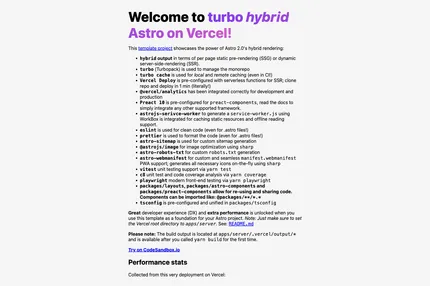 Welcome to turbo hybrid
Astro on Vercel!
This template project showcases the power of Astro 2.0's hybrid rendering:
hybrid output in terms of per page static pre-rendering (SSG) or dynamic
server-side-rendering (SSR).
turbo (Turbopack) is used to manage the monorepo
turbo cache is used for local and remote caching (even in CI!)
Vercel Deploy is pre-configured with serverless functions for SSR; clone
repo and deploy in 1 min (literally!)
@vercel/analytics has been integrated correctly for development and
production
Preact 10 is pre-configured for preact-components, read the docs to
simply integrate any other supported framework.
astrojs-serivce-worker to generate a service-worker.js using
WorkBox is integrated for caching static resources and offline reading
support.
eslint is used for clean code (even for .astro files!)
prettier is used to format the code (even .astro files!)
astro-sitemap is used for custom sitemap generation
@astrojs/image for image optimization using sharp
astro-robots-txt for custom robots.txt generation
astro-webmanifest for custom and seamless manifest.webmanifest
PWA support; generates all necessary icons on-the-fly using sharp
vitest unit testing support via yarn test
c8 unit test and code coverage analysis via yarn coverage
playwright modern front-end testing via yarn playwright
packages/layouts, packages/astro-components and
packages/preact-components allow for re-using and sharing code.
Components can be imported like: @packages/**/*.*
tsconfig is pre-configured and unified in packages/tsconfig
Great developer experience (DX) and extra performance is unlocked when you
use this template as a foundation for your Astro project. Note: Just make sure to set
the Vercel root directory to apps/server. See: README.md
Please note: The build output is located at apps/server/.vercel/output/*
and is available after you called yarn build for the first time.
Try on CodeSandbox.io
Performance stats
Collected from this very deployment on Vercel: